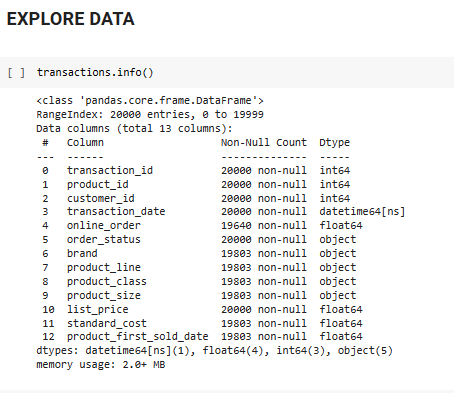 EXPLORE DATA
[ ] transactions.info()
<class 'pandas.core.frame.DataFrame'>
RangeIndex: 20000 entries, 0 to 19999
Data columns (total 13 columns):
 #   Column                   Non-Null Count  Dtype
---  ------                   --------------  -----
 0   transaction_id           20000 non-null  int64
 1   product_id               20000 non-null  int64
 2   customer_id              20000 non-null  int64
 3   transaction_date         20000 non-null  datetime64[ns]
 4   online_order             19640 non-null  float64
 5   order_status             20000 non-null  object
 6   brand                    19803 non-null  object
 7   product_line             19803 non-null  object
 8   product_class            19803 non-null  object
 9   product_size             19803 non-null  object
 10  list_price               20000 non-null  float64
 11  standard_cost            19803 non-null  float64
 12  product_first_sold_date  19803 non-null  float64
dtypes: datetime64[ns](1), float64(4), int64(3), object(5)
memory usage: 2.0+ MB